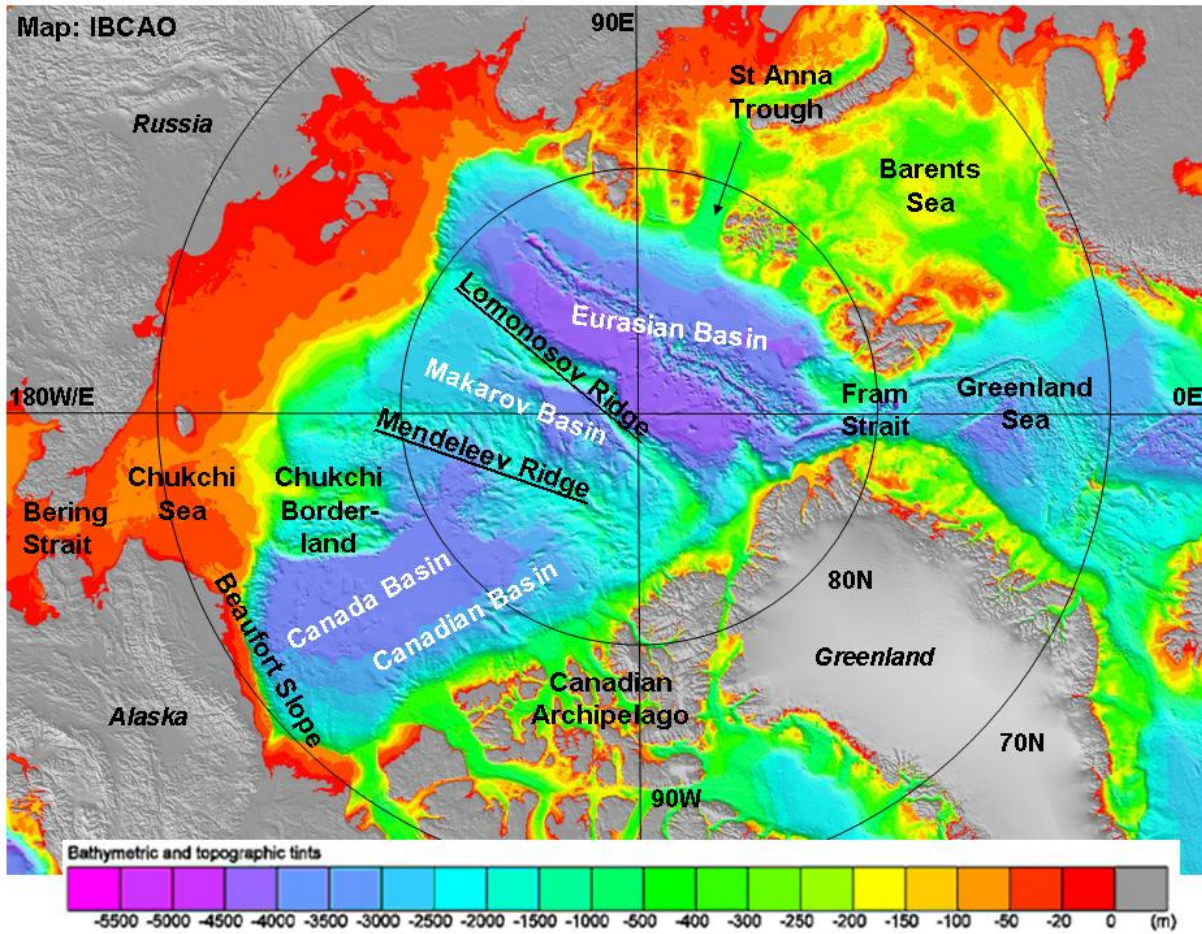 Map: IBCAO
90E
St Anna
Trough
Russia
Barents
Sea
Lomonosov Ridge
Eurasian Basin
Makarov Basin
180W/E
Fram
Strait
Greenland
Sea
0E
Mendeleev Ridge
Chukchi
Sea
Chukchi
Border-
land
Bering
Strait
Canada Basin
Canadian Basin
Beaufort Slope
80N
Greenland
Canadian
Archipelago
Alaska
70N
90W
Bathymetric and topographic tints
-5500 -5000 -4500 -4000 -3500 -3000 -2500 -2000 -1500 -1000 -500 -400 -300 -250 -200 -150 -100 -50 -20 0 (m)